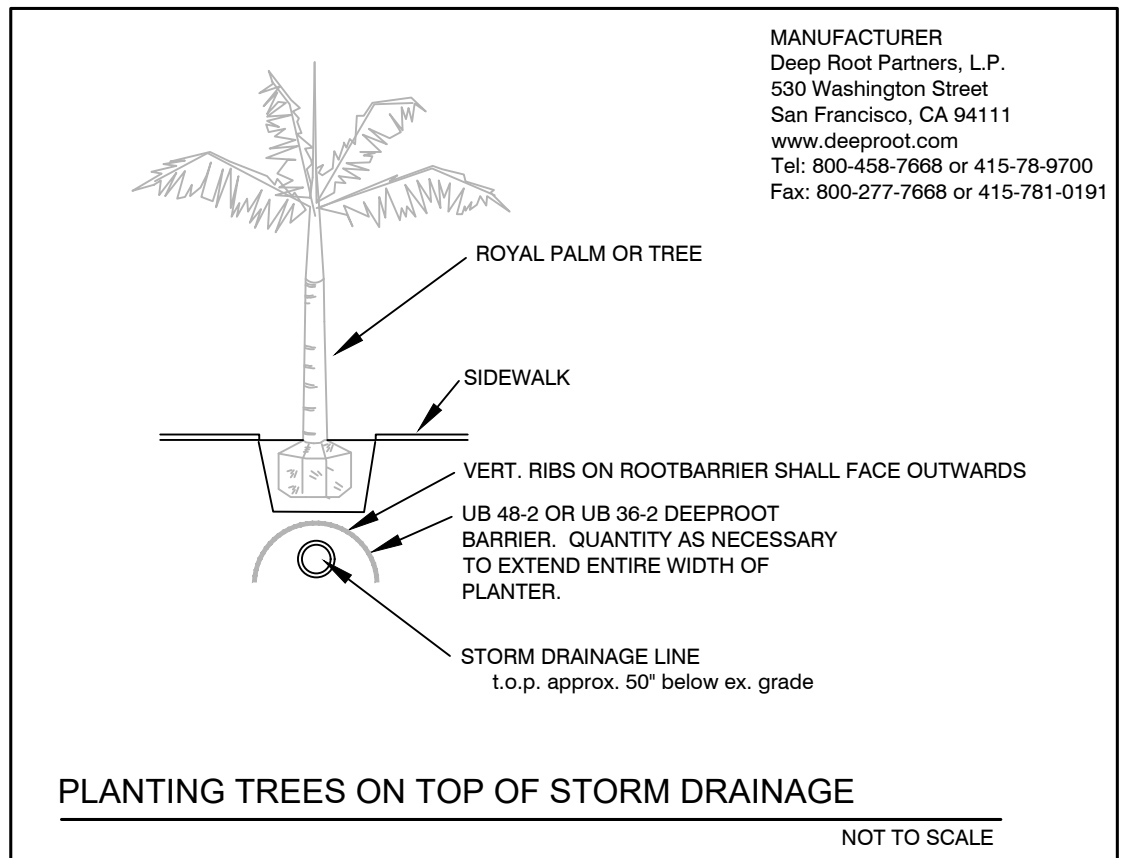 MANUFACTURER
Deep Root Partners, L.P.
530 Washington Street
San Francisco, CA 94111
www.deeproot.com
Tel: 800-458-7668 or 415-78-9700
Fax: 800-277-7668 or 415-781-0191
ROYAL PALM OR TREE
SIDEWALK
VERT. RIBS ON ROOTBARRIER SHALL FACE OUTWARDS
UB 48-2 OR UB 36-2 DEEPROOT
BARRIER. QUANTITY AS NECESSARY
TO EXTEND ENTIRE WIDTH OF
PLANTER.
STORM DRAINAGE LINE
t.o.p. approx. 50" below ex. grade
PLANTING TREES ON TOP OF STORM DRAINAGE
NOT TO SCALE